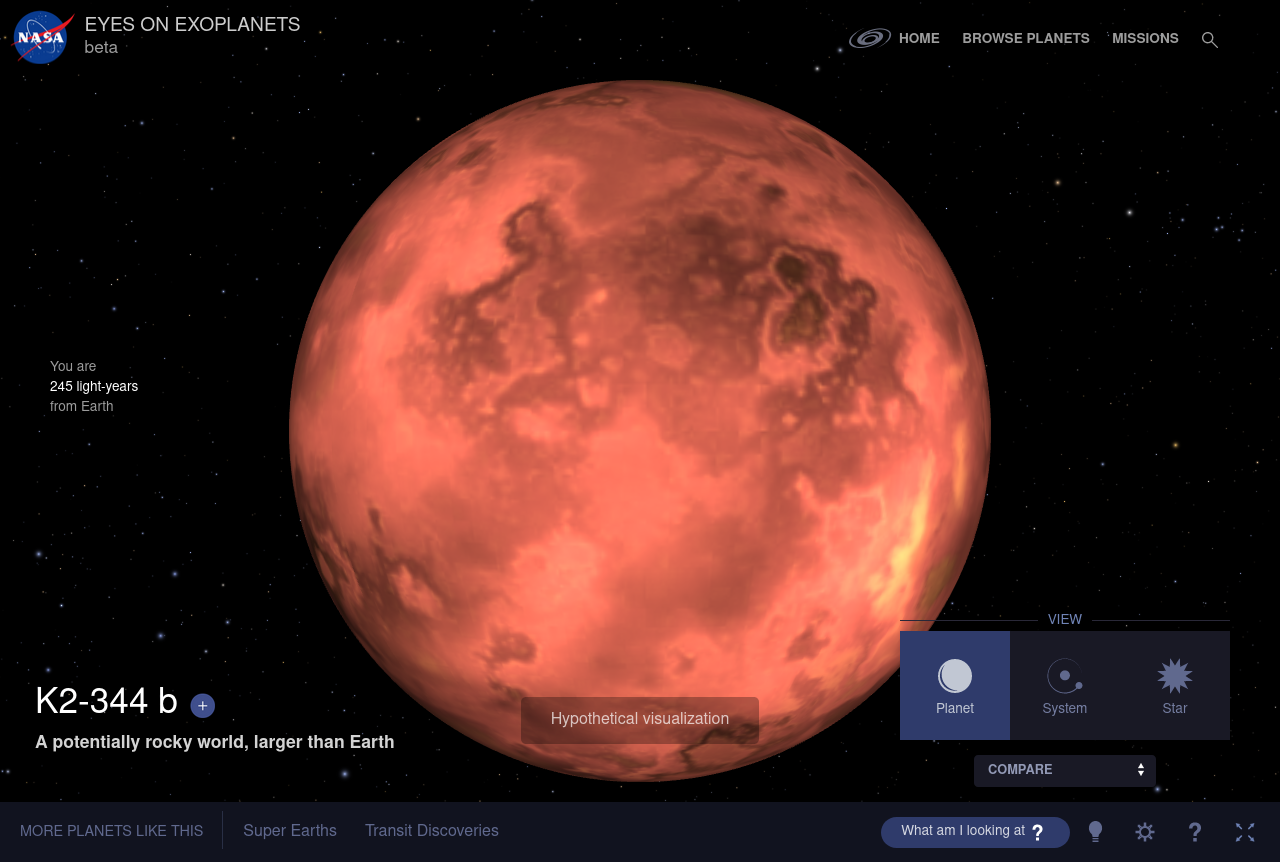 NASA
EYES ON EXOPLANETS
beta
HOME
BROWSE PLANETS
MISSIONS
You are
245 light-years
from Earth
VIEW
Planet
System
Star
K2-344 b +
A potentially rocky world, larger than Earth
Hypothetical visualization
COMPARE
MORE PLANETS LIKE THIS
Super Earths
Transit Discoveries
What am I looking at ?
?